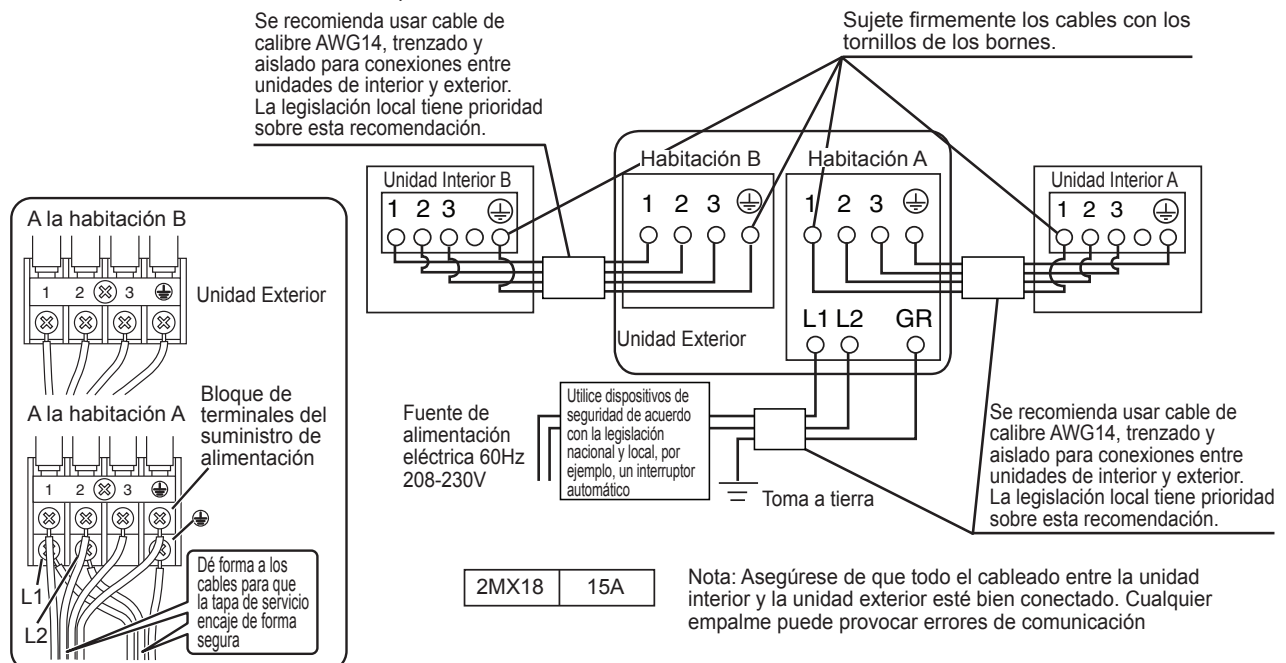 Se recomienda usar cable de
calibre AWG14, trenzado y
aislado para conexiones entre
unidades de interior y exterior.
La legislación local tiene prioridad
sobre esta recomendación.
Sujete firmemente los cables con los
tornillos de los bornes.
Habitación B
Habitación A
Unidad Interior B
1 2 3
1 2 3
1 2 3
Unidad Interior A
1 2 3
L1 L2 GR
Unidad Exterior
A la habitación B
1 2 3
Unidad Exterior
A la habitación A
Bloque de
terminales del
suministro de
alimentación
1 2 3
L1
L2
Dé forma a los
cables para que
la tapa de servicio
encaje de forma
segura
Fuente de
alimentación
eléctrica 60Hz
208-230V
Utilice dispositivos de
seguridad de acuerdo
con la legislación
nacional y local, por
ejemplo, un interruptor
automático
Toma a tierra
Se recomienda usar cable de
calibre AWG14, trenzado y
aislado para conexiones entre
unidades de interior y exterior.
La legislación local tiene prioridad
sobre esta recomendación.
2MX18 15A
Nota: Asegúrese de que todo el cableado entre la unidad
interior y la unidad exterior esté bien conectado. Cualquier
empalme puede provocar errores de comunicación